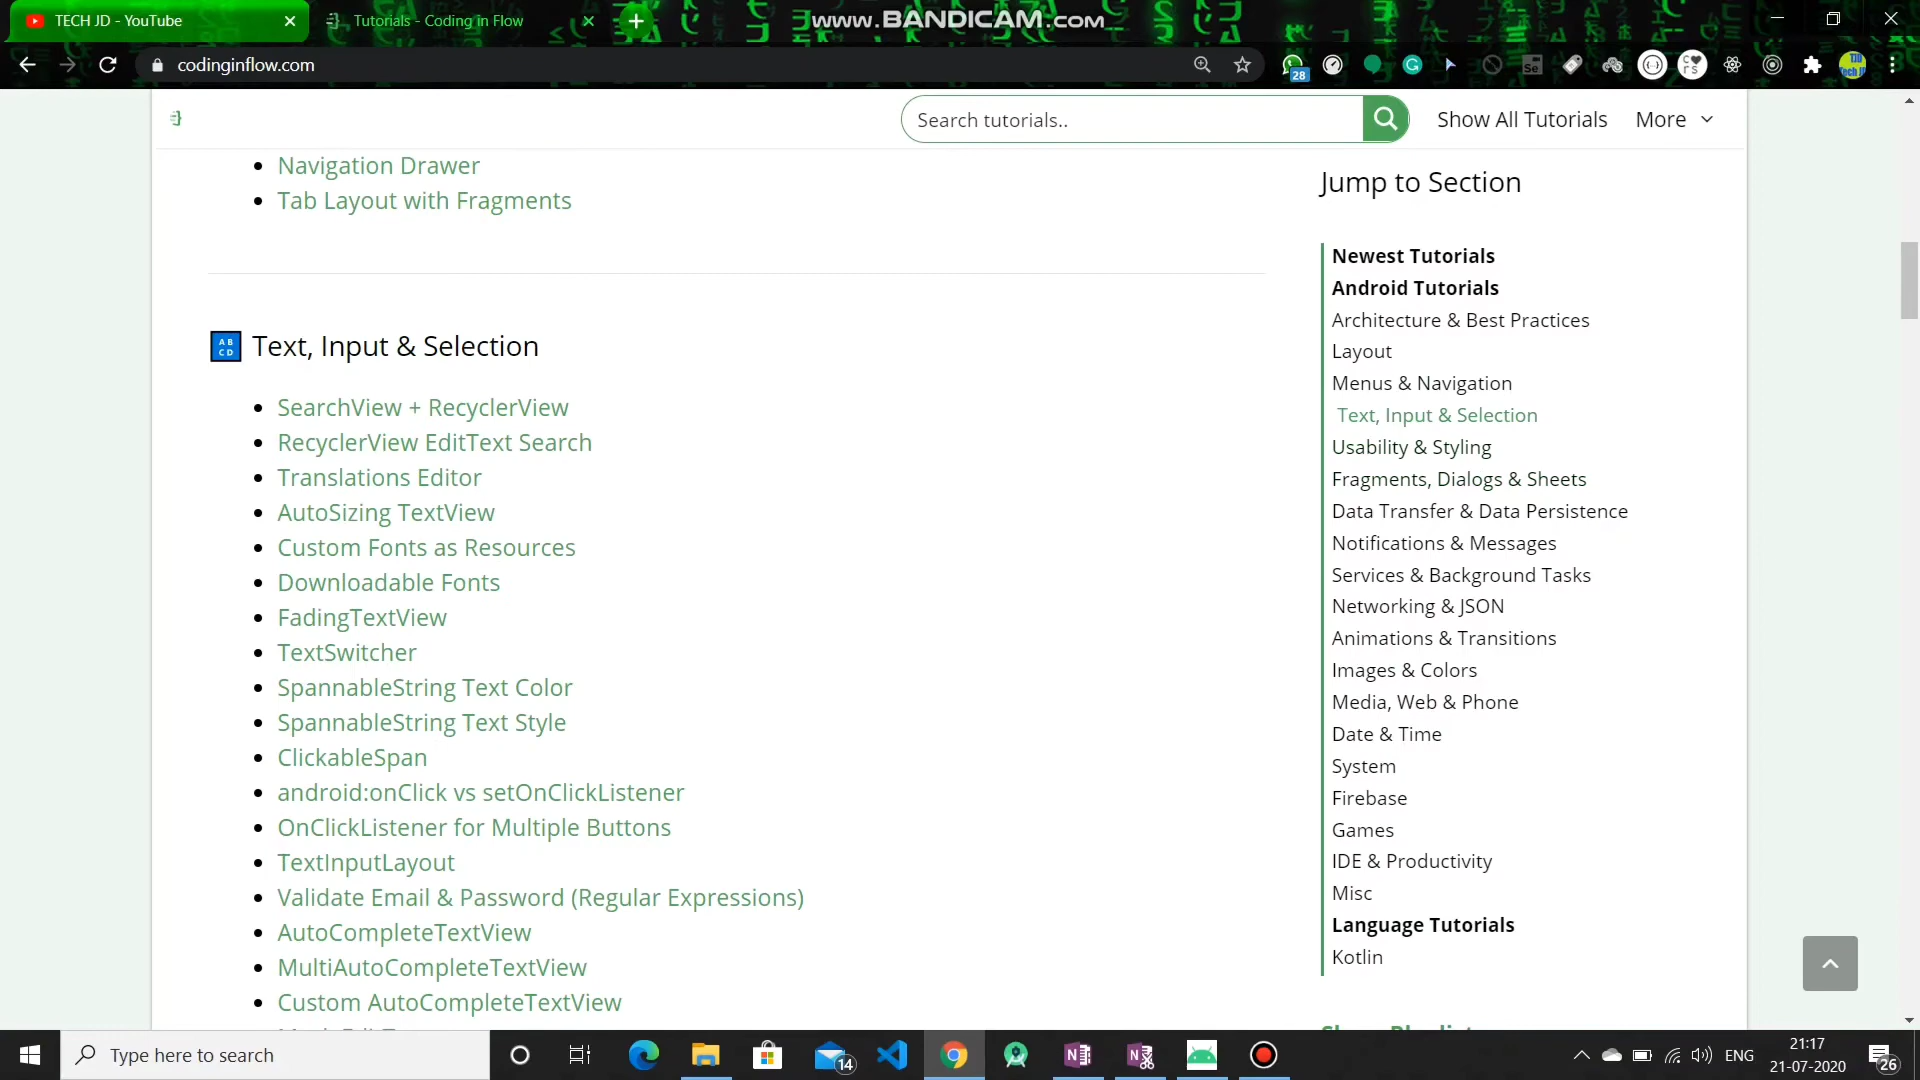 TECH JD - YouTube
Tutorials - Coding in Flow
www.BANDICAM.com
codinginflow.com
28
Search tutorials..
Show All Tutorials
More
Navigation Drawer
Tab Layout with Fragments
Text, Input & Selection
SearchView + RecyclerView
RecyclerView EditText Search
Translations Editor
AutoSizing TextView
Custom Fonts as Resources
Downloadable Fonts
FadingTextView
TextSwitcher
SpannableString Text Color
SpannableString Text Style
ClickableSpan
android:onClick vs setOnClickListener
OnClickListener for Multiple Buttons
TextInputLayout
Validate Email & Password (Regular Expressions)
AutoCompleteTextView
MultiAutoCompleteTextView
Custom AutoCompleteTextView
Jump to Section
Newest Tutorials
Android Tutorials
Architecture & Best Practices
Layout
Menus & Navigation
Text, Input & Selection
Usability & Styling
Fragments, Dialogs & Sheets
Data Transfer & Data Persistence
Notifications & Messages
Services & Background Tasks
Networking & JSON
Animations & Transitions
Images & Colors
Media, Web & Phone
Date & Time
System
Firebase
Games
IDE & Productivity
Misc
Language Tutorials
Kotlin
Type here to search
14
ENG
21:17
21-07-2020
26